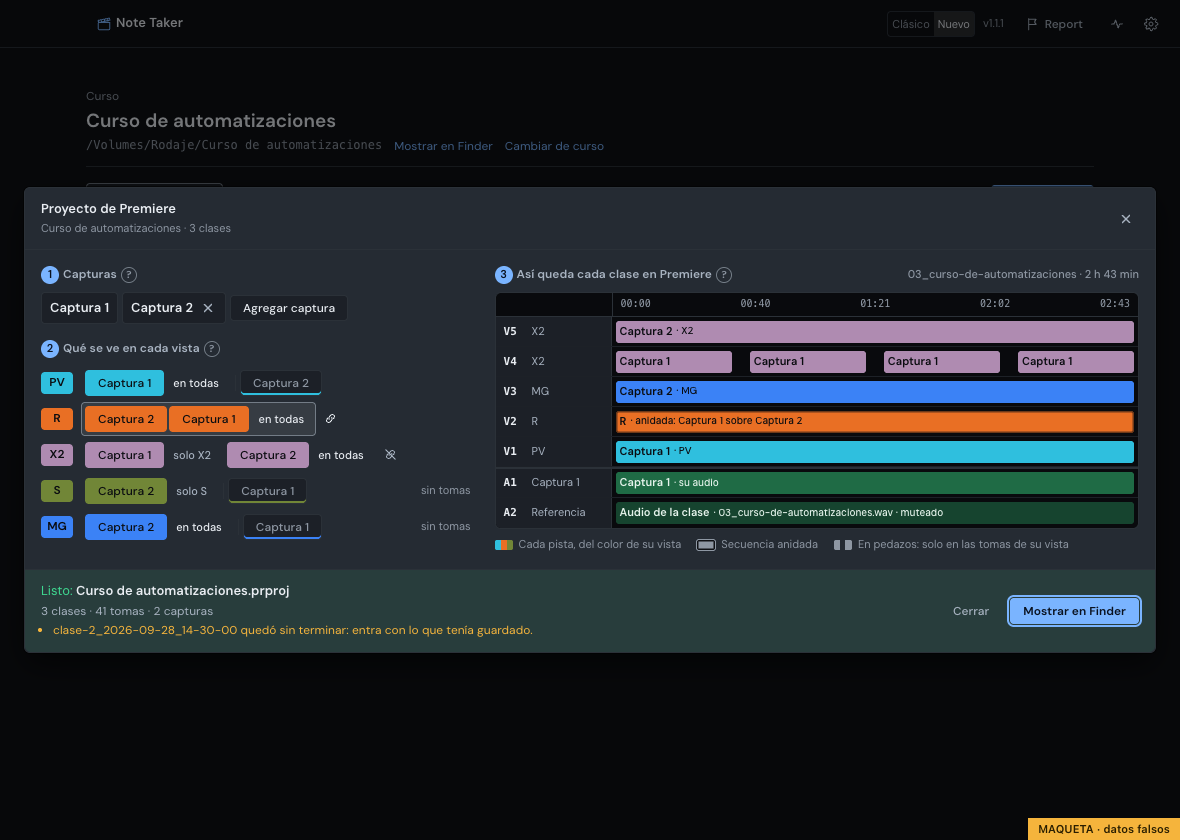 Note Taker
Clásico Nuevo v1.1.1 Report
Curso
Curso de automatizaciones
/Volumes/Rodaje/Curso de automatizaciones Mostrar en Finder Cambiar de curso
Proyecto de Premiere
Curso de automatizaciones · 3 clases
1 Capturas ?
Captura 1 Captura 2 Agregar captura
2 Qué se ve en cada vista ?
PV Captura 1 en todas Captura 2
R Captura 2 Captura 1 en todas
X2 Captura 1 solo X2 Captura 2 en todas
S Captura 2 solo S Captura 1 sin tomas
MG Captura 2 en todas Captura 1 sin tomas
3 Así queda cada clase en Premiere ? 03_curso-de-automatizaciones · 2 h 43 min
00:00 00:40 01:21 02:02 02:43
V5 X2 Captura 2 · X2
V4 X2 Captura 1 Captura 1 Captura 1 Captura 1
V3 MG Captura 2 · MG
V2 R R · anidada: Captura 1 sobre Captura 2
V1 PV Captura 1 · PV
A1 Captura 1 Captura 1 · su audio
A2 Referencia Audio de la clase · 03_curso-de-automatizaciones.wav · muteado
Cada pista, del color de su vista Secuencia anidada En pedazos: solo en las tomas de su vista
Listo: Curso de automatizaciones.prproj
3 clases · 41 tomas · 2 capturas
• clase-2_2026-09-28_14-30-00 quedó sin terminar: entra con lo que tenía guardado.
Cerrar Mostrar en Finder
MAQUETA · datos falsos